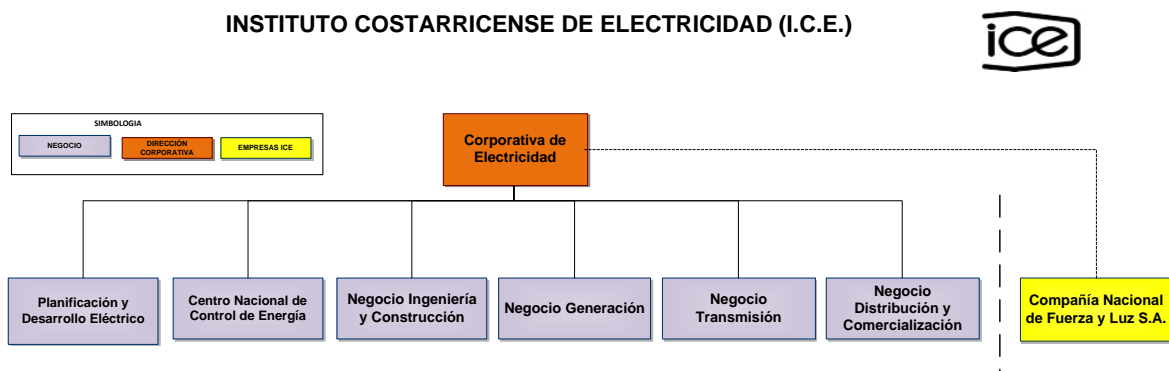 INSTITUTO COSTARRICENSE DE ELECTRICIDAD (I.C.E.)
ice
SIMBOLOGIA
NEGOCIO
DIRECCIÓN
CORPORATIVA
EMPRESAS ICE
Corporativa de
Electricidad
Planificación y
Desarrollo Eléctrico
Centro Nacional de
Control de Energía
Negocio Ingeniería
y Construcción
Negocio Generación
Negocio
Transmisión
Negocio
Distribución y
Comercialización
Compañía Nacional
de Fuerza y Luz S.A.